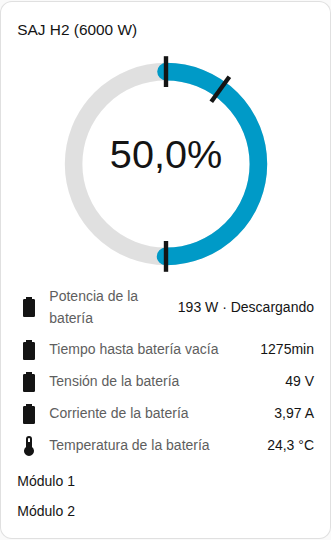 SAJ H2 (6000 W)
50,0%
Potencia de la
batería
193 W · Descargando
Tiempo hasta batería vacía 1275min
Tensión de la batería 49 V
Corriente de la batería 3,97 A
Temperatura de la batería 24,3 °C
Módulo 1
Módulo 2